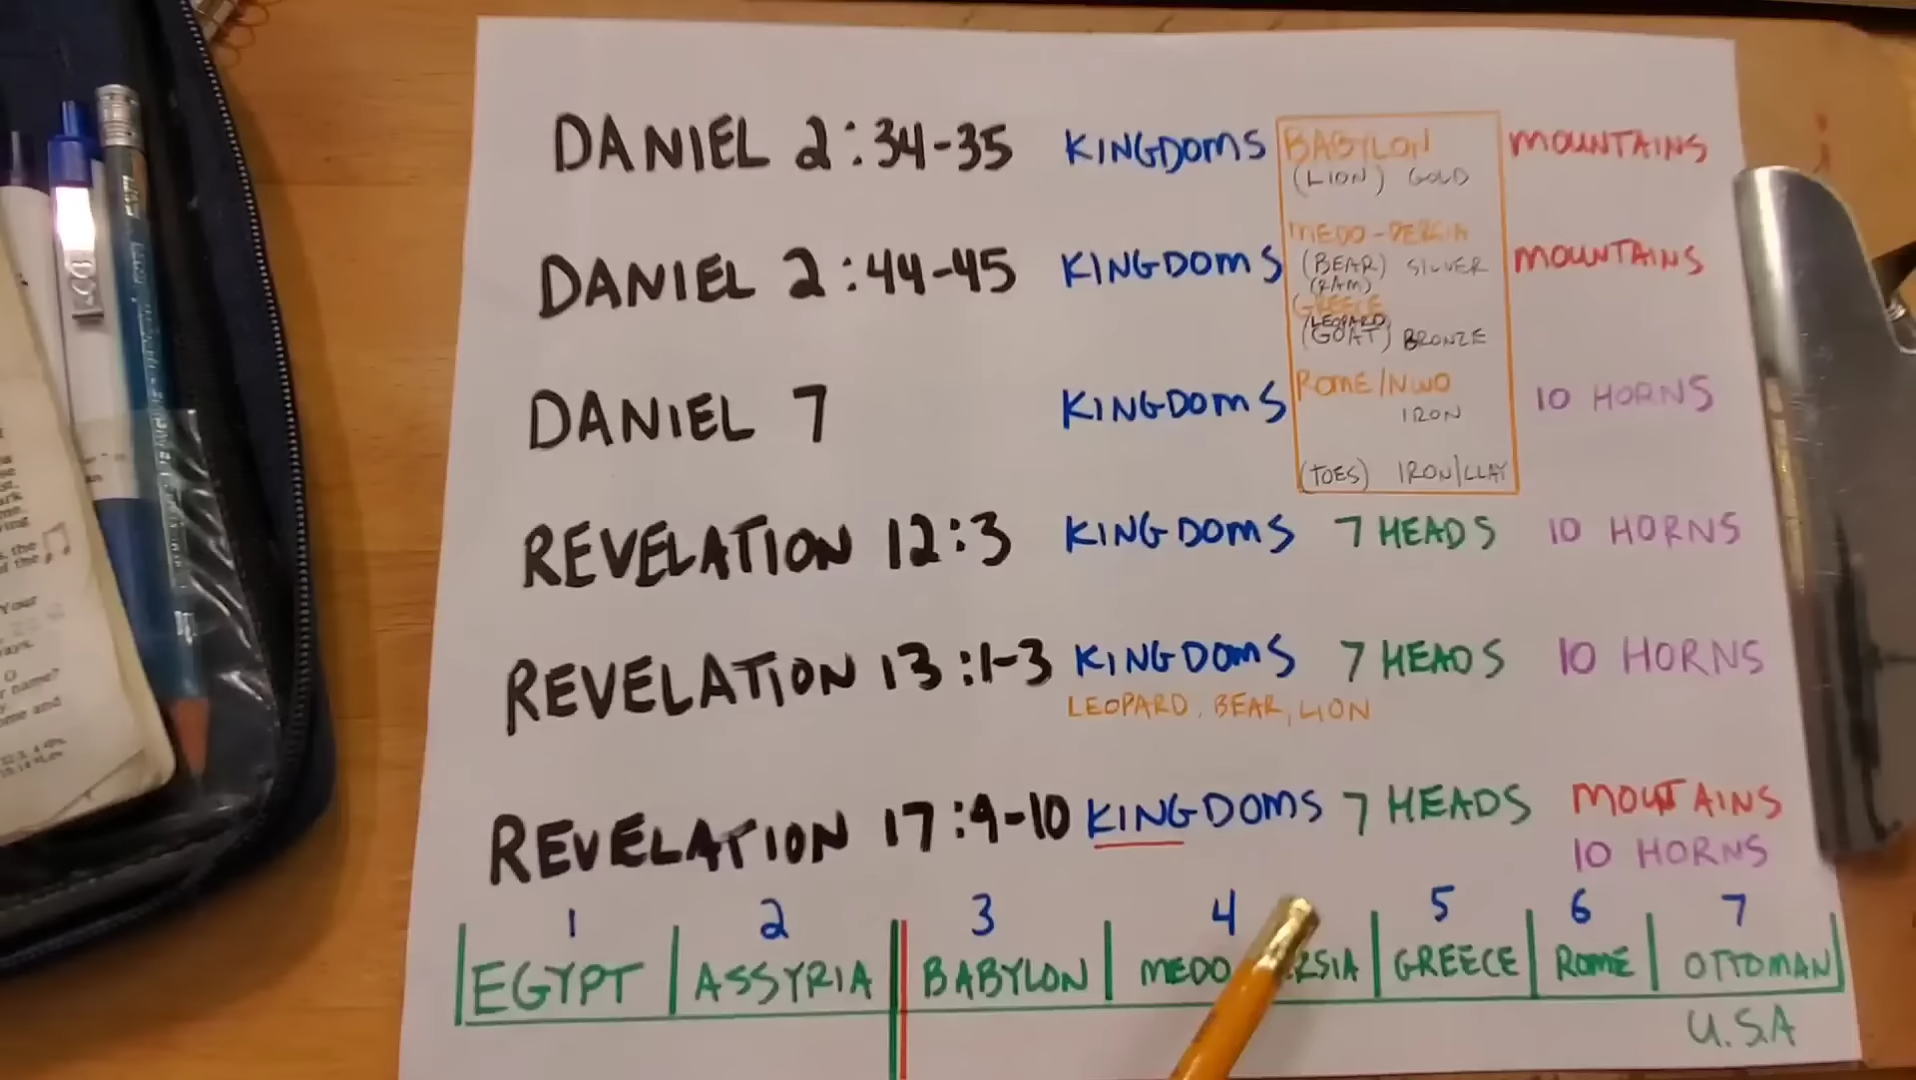 DANIEL 2:34-35 KINGDOMS BABYLON MOUNTAINS
(LION) GOLD
MEDO-PERSIA
DANIEL 2:44-45 KINGDOMS (BEAR) SILVER MOUNTAINS
(RAM)
GREECE
LEOPARD
(GOAT) BRONZE
DANIEL 7 KINGDOMS ROME/NWO 10 HORNS
IRON
(TOES) IRON/CLAY
REVELATION 12:3 KINGDOMS 7 HEADS 10 HORNS
REVELATION 13:1-3 KINGDOMS 7 HEADS 10 HORNS
LEOPARD, BEAR, LION
REVELATION 17:9-10 KINGDOMS 7 HEADS MOUNTAINS
10 HORNS
1 2 3 4 5 6 7
EGYPT ASSYRIA BABYLON MEDO RSIA GREECE ROME OTTOMAN
U.S.A